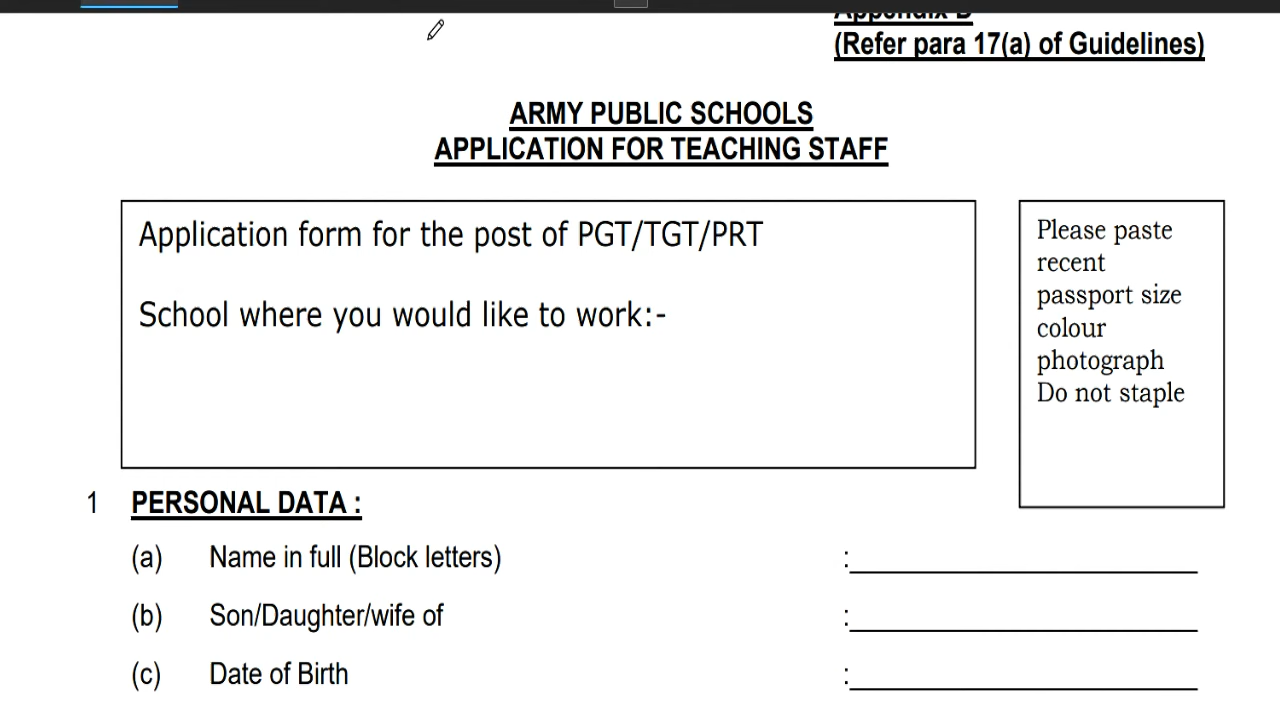 Appendix B
(Refer para 17(a) of Guidelines)
ARMY PUBLIC SCHOOLS
APPLICATION FOR TEACHING STAFF
Application form for the post of PGT/TGT/PRT
School where you would like to work:-
Please paste
recent
passport size
colour
photograph
Do not staple
1 PERSONAL DATA :
(a) Name in full (Block letters) :
(b) Son/Daughter/wife of :
(c) Date of Birth :